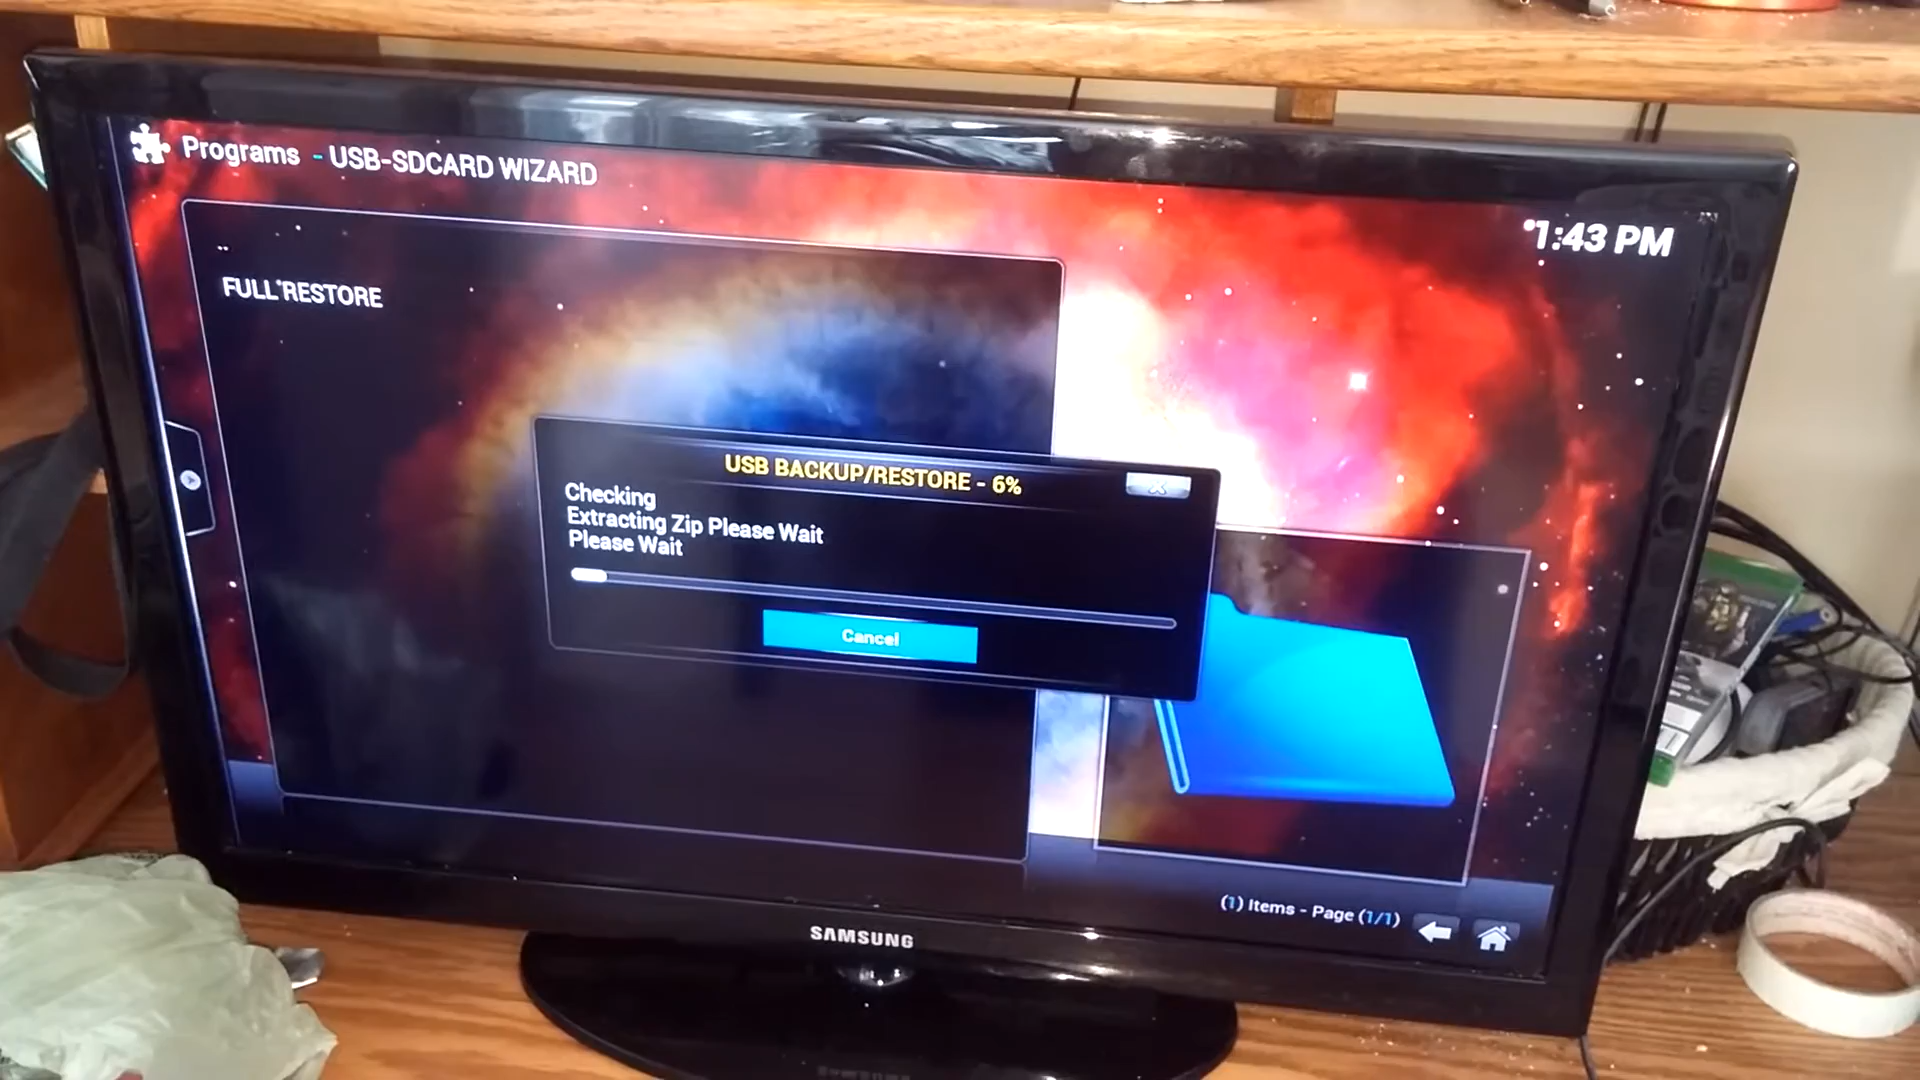 Programs - USB-SDCARD WIZARD
1:43 PM
..
FULL RESTORE
USB BACKUP/RESTORE - 6%
Checking
Extracting Zip Please Wait
Please Wait
Cancel
(1) Items - Page (1/1)
SAMSUNG